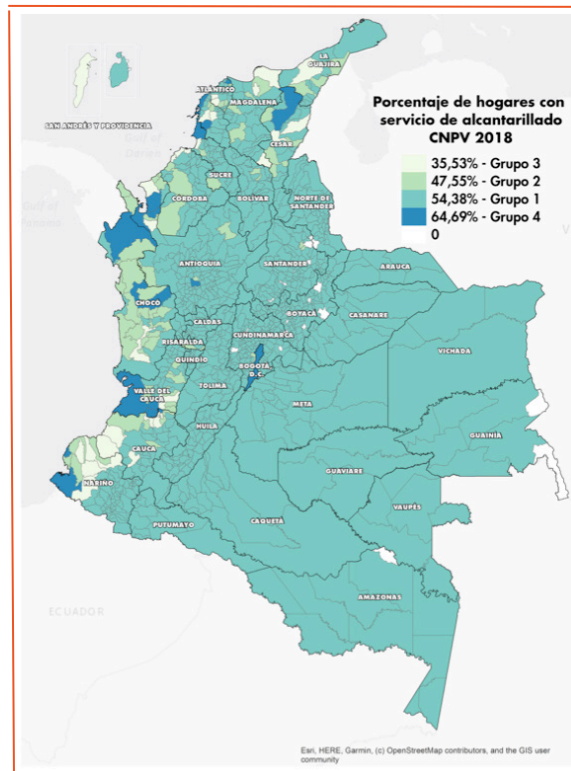 LA
GUAJIRA
ATLÁNTICO
MAGDALENA
Porcentaje de hogares con
servicio de alcantarillado
CNPV 2018
35,53% - Grupo 3
47,55% - Grupo 2
54,38% - Grupo 1
64,69% - Grupo 4
0
SAN ANDRÉS Y PROVIDENCIA
CESAR
SUCRE
CÓRDOBA
BOLÍVAR
NORTE DE
SANTANDER
ANTIOQUIA
SANTANDER
ARAUCA
CHOCÓ
BOYACÁ
CASANARE
CALDAS
CUNDINAMARCA
RISARALDA
VICHADA
QUINDIO
BOGOTÁ
D.C.
TOLIMA
VALLE DEL
CAUCA
META
HUILA
GUAINÍA
CAUCA
GUAVIARE
NARIÑO
VAUPÉS
PUTUMAYO
CAQUETÁ
AMAZONAS
ECUADOR
Esri, HERE, Garmin, (c) OpenStreetMap contributors, and the GIS user
community